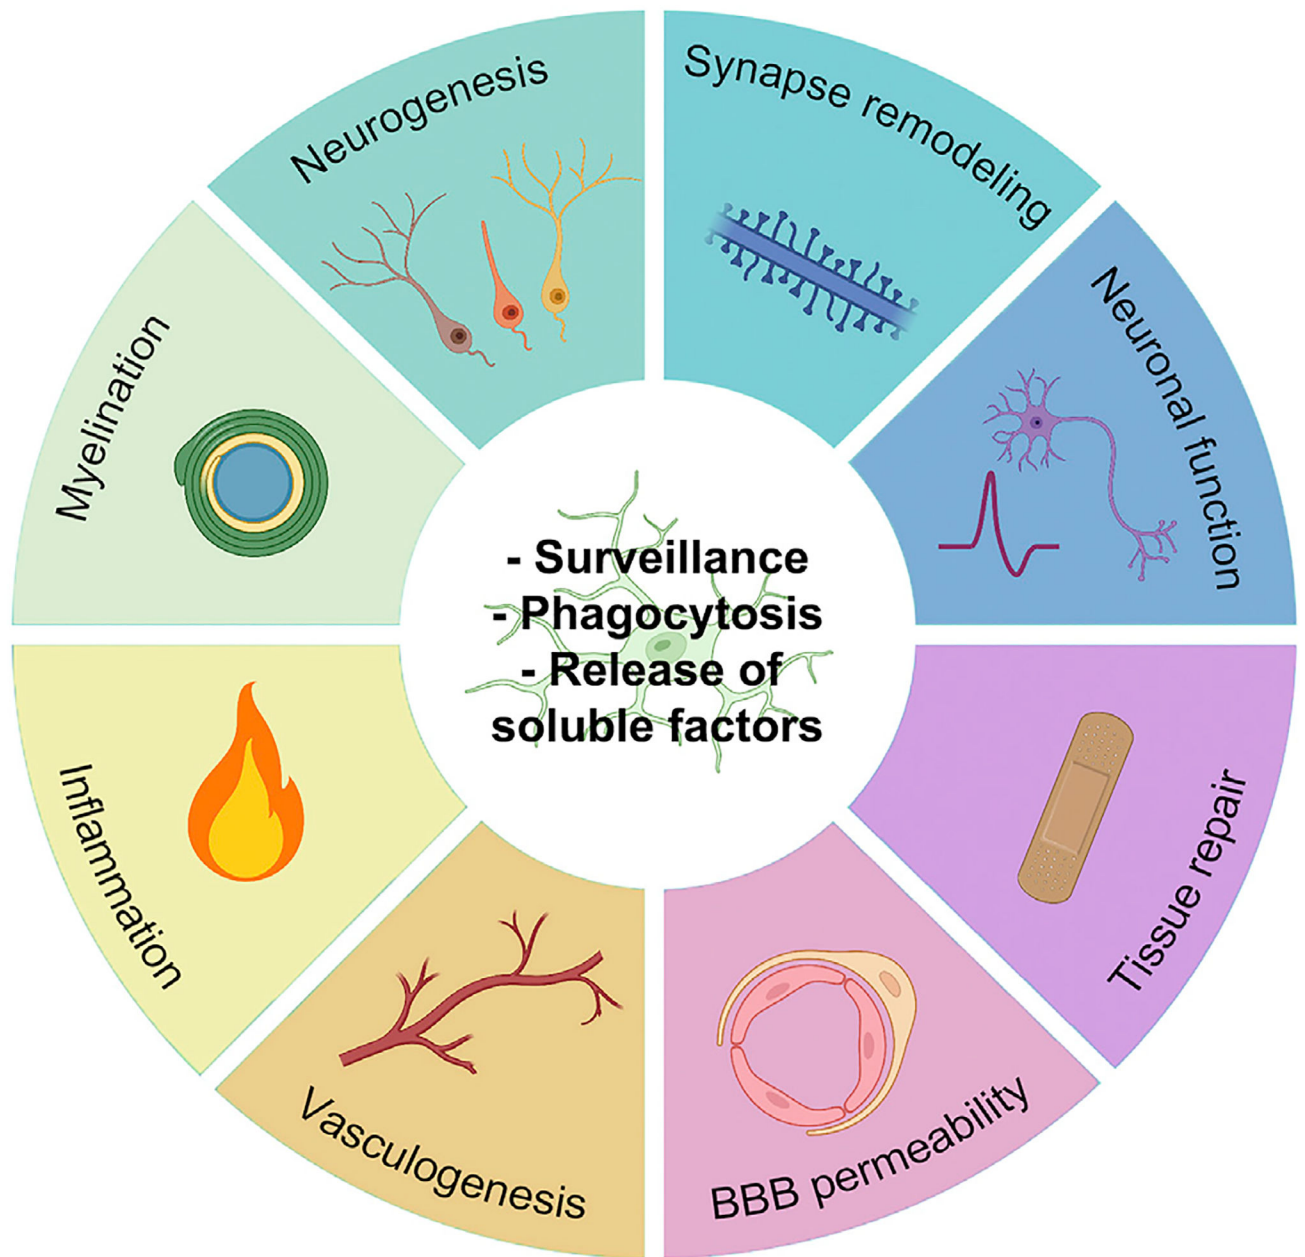 Neurogenesis
Synapse remodeling
Neuronal function
Tissue repair
BBB permeability
Vasculogenesis
Inflammation
Myelination
- Surveillance
- Phagocytosis
- Release of
soluble factors